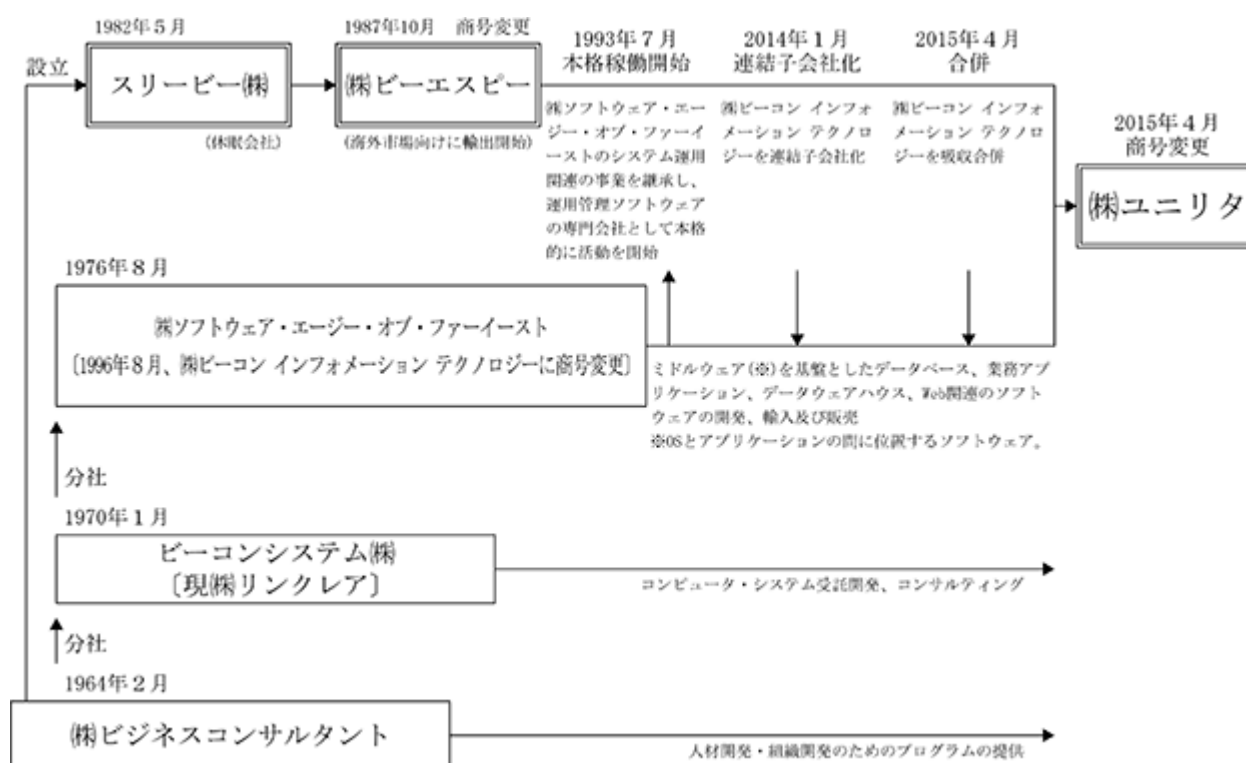 1982年5月
設立
スリービー㈱
(休眠会社)
1987年10月 商号変更
㈱ビーエスピー
(海外市場向けに輸出開始)
1993年7月
本格稼働開始
㈱ソフトウェア・エー
ジー・オブ・ファーイ
ーストのシステム運用
関連の事業を継承し、
運用管理ソフトウェア
の専門会社として本格
的に活動を開始
2014年1月
連結子会社化
㈱ビーコン インフォ
メーション テクノロ
ジーを連結子会社化
2015年4月
合併
㈱ビーコン インフォ
メーション テクノロ
ジーを吸収合併
2015年4月
商号変更
㈱ユニリタ
1976年8月
㈱ソフトウェア・エージー・オブ・ファーイースト
〔1996年8月、㈱ビーコン インフォメーション テクノロジーに商号変更〕
ミドルウェア(※)を基盤としたデータベース、業務アプ
リケーション、データウェアハウス、Web関連のソフト
ウェアの開発、輸入及び販売
※OSとアプリケーションの間に位置するソフトウェア。
分社
1970年1月
ビーコンシステム㈱
〔現㈱リンクレア〕
コンピュータ・システム受託開発、コンサルティング
分社
1964年2月
㈱ビジネスコンサルタント
人材開発・組織開発のためのプログラムの提供